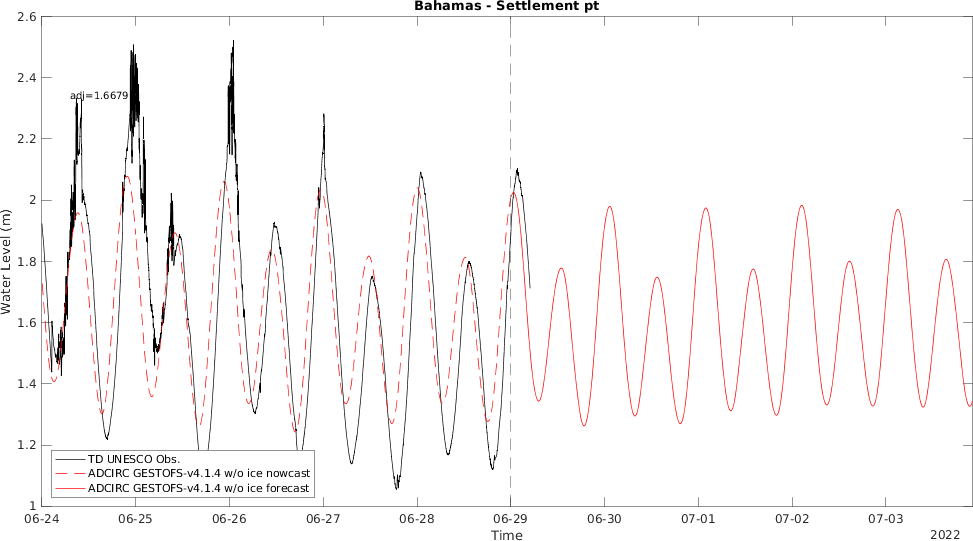 Bahamas - Settlement pt
2.6
2.4
2.2
2
1.8
1.6
1.4
1.2
1
Water Level (m)
adj=1.6679
TD UNESCO Obs.
ADCIRC GESTOFS-v4.1.4 w/o ice nowcast
ADCIRC GESTOFS-v4.1.4 w/o ice forecast
06-24 06-25 06-26 06-27 06-28 06-29 06-30 07-01 07-02 07-03
Time
2022